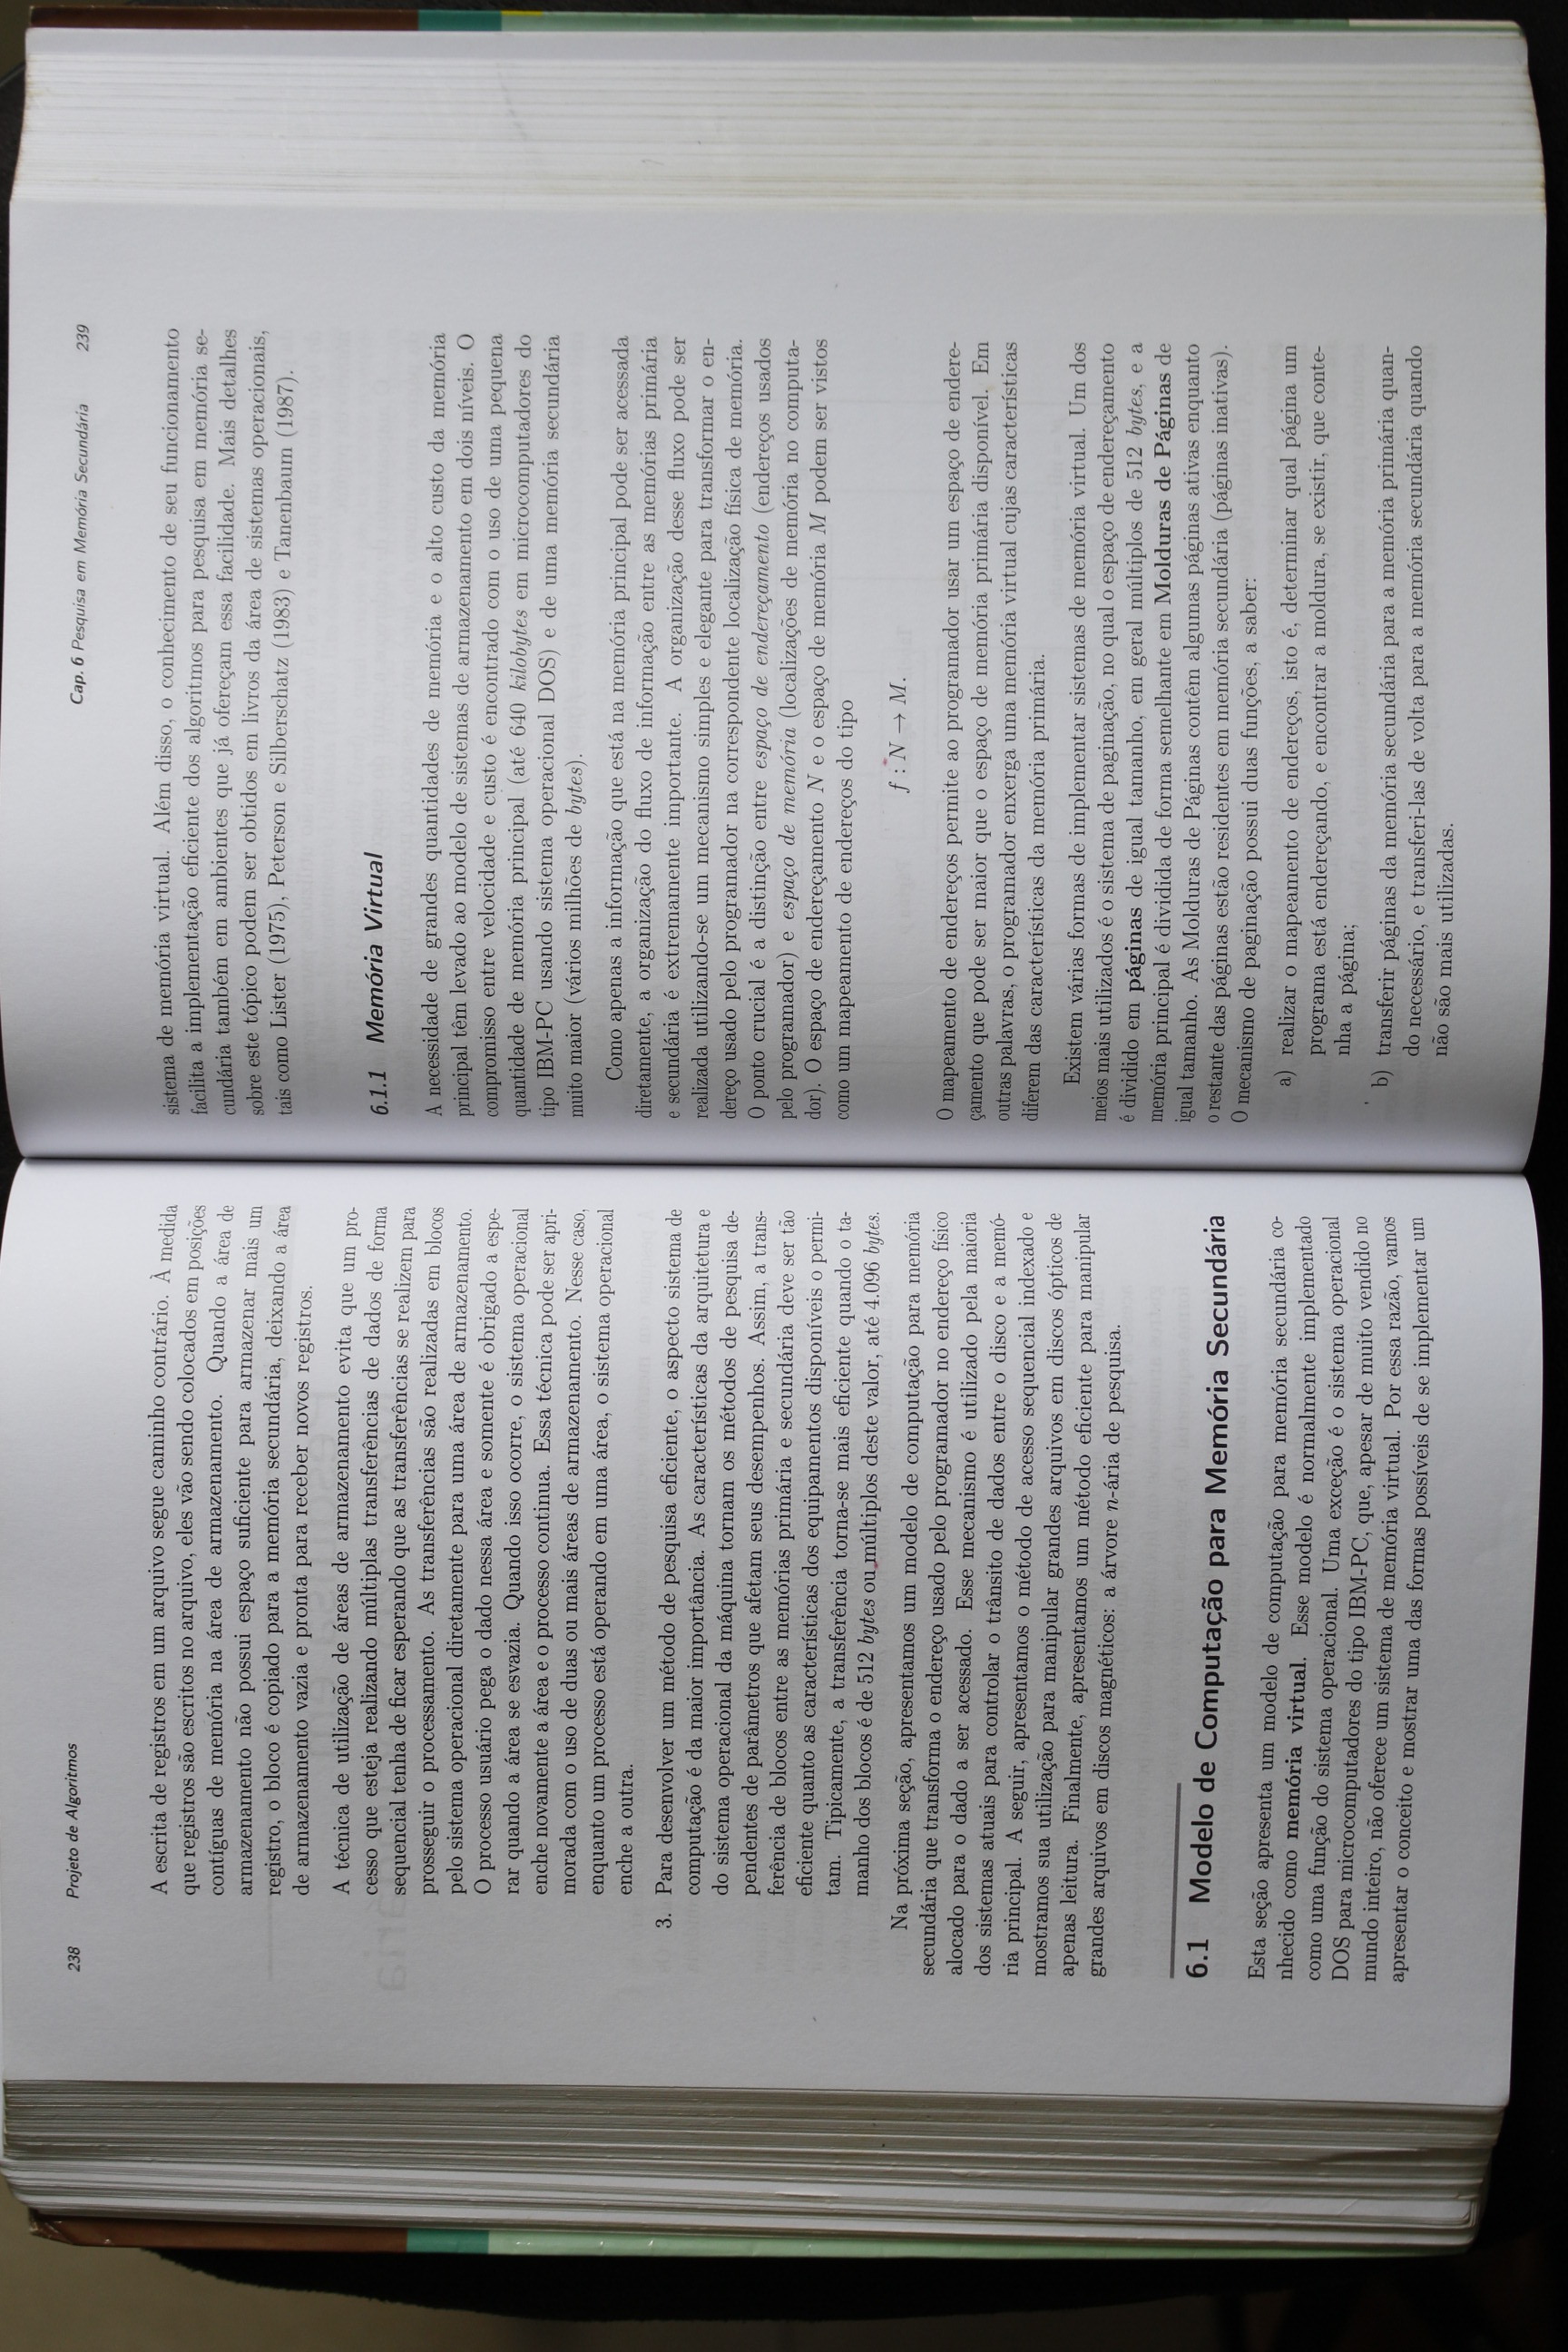 238 Projeto de Algoritmos
A escrita de registros em um arquivo segue caminho contrário. À medida
que registros são escritos no arquivo, eles vão sendo colocados em posições
contíguas de memória na área de armazenamento. Quando a área de
armazenamento não possui espaço suficiente para armazenar mais um
registro, o bloco é copiado para a memória secundária, deixando a área
de armazenamento vazia e pronta para receber novos registros.
A técnica de utilização de áreas de armazenamento evita que um pro-
cesso que esteja realizando múltiplas transferências de dados de forma
sequencial tenha de ficar esperando que as transferências se realizem para
prosseguir o processamento. As transferências são realizadas em blocos
pelo sistema operacional diretamente para uma área de armazenamento.
O processo usuário pega o dado nessa área e somente é obrigado a espe-
rar quando a área se esvazia. Quando isso ocorre, o sistema operacional
enche novamente a área e o processo continua. Essa técnica pode ser apri-
morada com o uso de duas ou mais áreas de armazenamento. Nesse caso,
enquanto um processo está operando em uma área, o sistema operacional
enche a outra.
3. Para desenvolver um método de pesquisa eficiente, o aspecto sistema de
computação é da maior importância. As características da arquitetura e
do sistema operacional da máquina tornam os métodos de pesquisa de-
pendentes de parâmetros que afetam seus desempenhos. Assim, a trans-
ferência de blocos entre as memórias primária e secundária deve ser tão
eficiente quanto as características dos equipamentos disponíveis o permi-
tam. Tipicamente, a transferência torna-se mais eficiente quando o ta-
manho dos blocos é de 512 bytes ou múltiplos deste valor, até 4.096 bytes.
Na próxima seção, apresentamos um modelo de computação para memória
secundária que transforma o endereço usado pelo programador no endereço físico
alocado para o dado a ser acessado. Esse mecanismo é utilizado pela maioria
dos sistemas atuais para controlar o trânsito de dados entre o disco e a memó-
ria principal. A seguir, apresentamos o método de acesso sequencial indexado e
mostramos sua utilização para manipular grandes arquivos em discos ópticos de
apenas leitura. Finalmente, apresentamos um método eficiente para manipular
grandes arquivos em discos magnéticos: a árvore n-ária de pesquisa.
6.1 Modelo de Computação para Memória Secundária
Esta seção apresenta um modelo de computação para memória secundária co-
nhecido como memória virtual. Esse modelo é normalmente implementado
como uma função do sistema operacional. Uma exceção é o sistema operacional
DOS para microcomputadores do tipo IBM-PC, que, apesar de muito vendido no
mundo inteiro, não oferece um sistema de memória virtual. Por essa razão, vamos
apresentar o conceito e mostrar uma das formas possíveis de se implementar um
Cap. 6 Pesquisa em Memória Secundária 239
sistema de memória virtual. Além disso, o conhecimento de seu funcionamento
facilita a implementação eficiente dos algoritmos para pesquisa em memória se-
cundária também em ambientes que já ofereçam essa facilidade. Mais detalhes
sobre este tópico podem ser obtidos em livros da área de sistemas operacionais,
tais como Lister (1975), Peterson e Silberschatz (1983) e Tanenbaum (1987).
6.1.1 Memória Virtual
A necessidade de grandes quantidades de memória e o alto custo da memória
principal têm levado ao modelo de sistemas de armazenamento em dois níveis. O
compromisso entre velocidade e custo é encontrado com o uso de uma pequena
quantidade de memória principal (até 640 kilobytes em microcomputadores do
tipo IBM-PC usando sistema operacional DOS) e de uma memória secundária
muito maior (vários milhões de bytes).
Como apenas a informação que está na memória principal pode ser acessada
diretamente, a organização do fluxo de informação entre as memórias primária
e secundária é extremamente importante. A organização desse fluxo pode ser
realizada utilizando-se um mecanismo simples e elegante para transformar o en-
dereço usado pelo programador na correspondente localização física de memória.
O ponto crucial é a distinção entre espaço de endereçamento (endereços usados
pelo programador) e espaço de memória (localizações de memória no computa-
dor). O espaço de endereçamento N e o espaço de memória M podem ser vistos
como um mapeamento de endereços do tipo
f : N → M.
O mapeamento de endereços permite ao programador usar um espaço de endere-
çamento que pode ser maior que o espaço de memória primária disponível. Em
outras palavras, o programador enxerga uma memória virtual cujas características
diferem das características da memória primária.
Existem várias formas de implementar sistemas de memória virtual. Um dos
meios mais utilizados é o sistema de paginação, no qual o espaço de endereçamento
é dividido em páginas de igual tamanho, em geral múltiplos de 512 bytes, e a
memória principal é dividida de forma semelhante em Molduras de Páginas de
igual tamanho. As Molduras de Páginas contêm algumas páginas ativas enquanto
o restante das páginas estão residentes em memória secundária (páginas inativas).
O mecanismo de paginação possui duas funções, a saber:
a) realizar o mapeamento de endereços, isto é, determinar qual página um
programa está endereçando, e encontrar a moldura, se existir, que conte-
nha a página;
b) transferir páginas da memória secundária para a memória primária quan-
do necessário, e transferi-las de volta para a memória secundária quando
não são mais utilizadas.